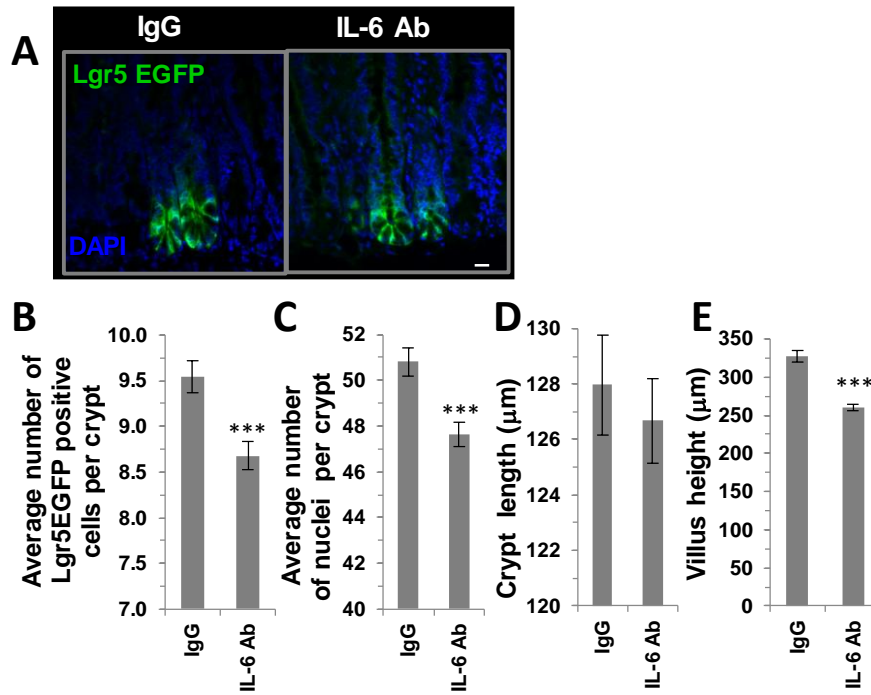 A
IgG
IL-6 Ab
Lgr5 EGFP
DAPI
B
Average number of
Lgr5EGFP positive
cells per crypt
10.0
9.5
9.0
8.5
8.0
7.5
7.0
***
IgG
IL-6 Ab
C
Average number
of nuclei per crypt
52
50
48
46
44
42
40
***
IgG
IL-6 Ab
D
Crypt length (μm)
130
128
126
124
122
120
IgG
IL-6 Ab
E
Villus height (μm)
350
300
250
200
150
100
50
0
***
IgG
IL-6 Ab